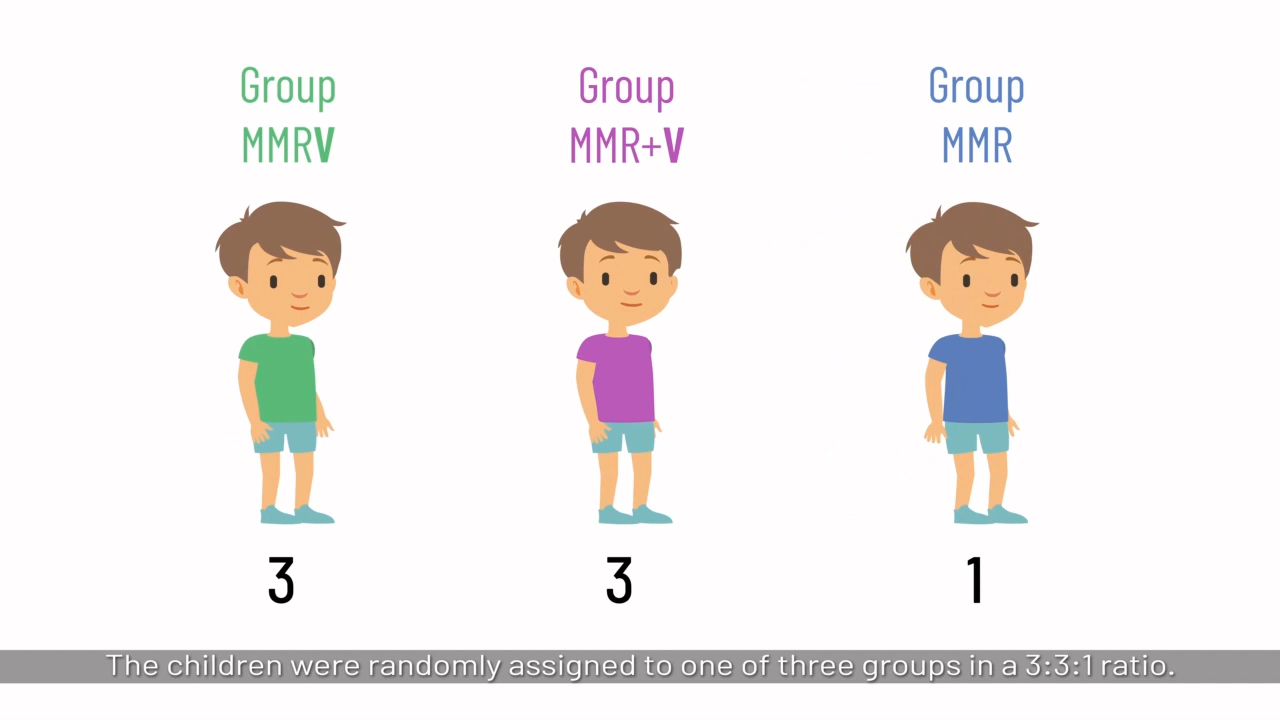 Group
MMRV
Group
MMR+V
Group
MMR
3
3
1
The children were randomly assigned to one of three groups in a 3:3:1 ratio.